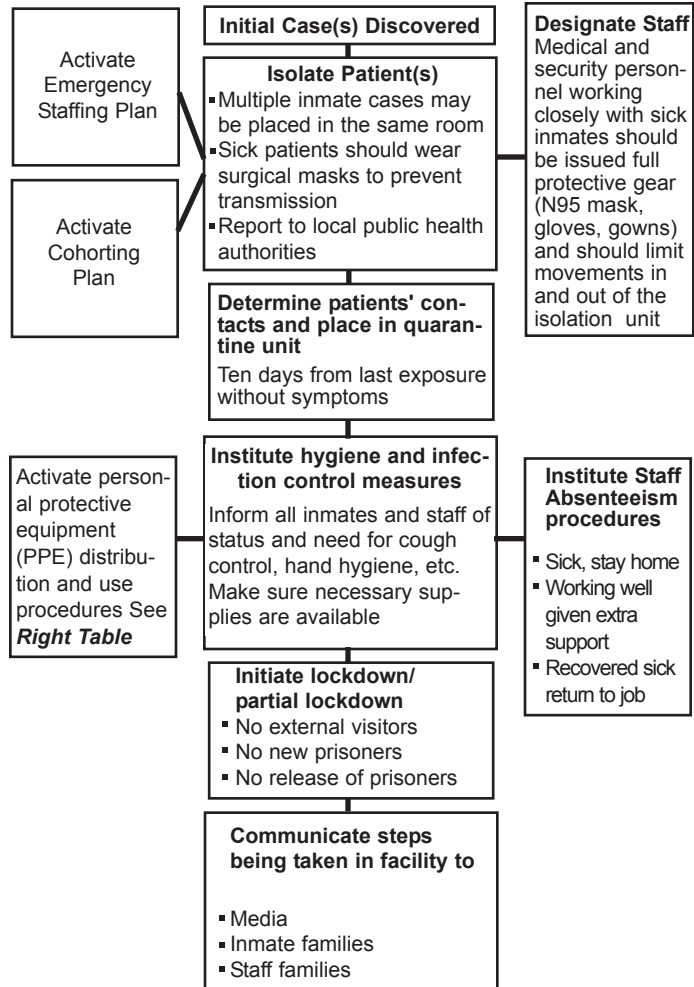 Initial Case(s) Discovered
Activate
Emergency
Staffing Plan
Activate
Cohorting
Plan
Isolate Patient(s)
▪ Multiple inmate cases may
be placed in the same room
▪ Sick patients should wear
surgical masks to prevent
transmission
▪ Report to local public health
authorities
Designate Staff
Medical and
security person-
nel working
closely with sick
inmates should
be issued full
protective gear
(N95 mask,
gloves, gowns)
and should limit
movements in
and out of the
isolation unit
Determine patients' con-
tacts and place in quaran-
tine unit
Ten days from last exposure
without symptoms
Activate person-
al protective
equipment
(PPE) distribu-
tion and use
procedures See
Right Table
Institute hygiene and infec-
tion control measures
Inform all inmates and staff of
status and need for cough
control, hand hygiene, etc.
Make sure necessary sup-
plies are available
Institute Staff
Absenteeism
procedures
▪ Sick, stay home
▪ Working well
given extra
support
▪ Recovered sick
return to job
Initiate lockdown/
partial lockdown
▪ No external visitors
▪ No new prisoners
▪ No release of prisoners
Communicate steps
being taken in facility to
▪ Media
▪ Inmate families
▪ Staff families